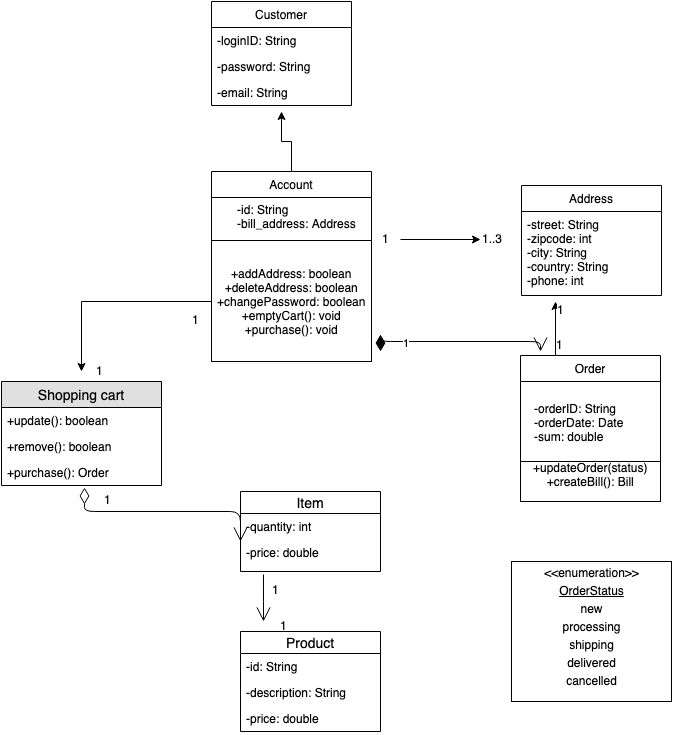 Customer
-loginID: String
-password: String
-email: String
Account
-id: String
-bill_address: Address
+addAddress: boolean
+deleteAddress: boolean
+changePassword: boolean
+emptyCart(): void
+purchase(): void
1
1..3
Address
-street: String
-zipcode: int
-city: String
-country: String
-phone: int
1
1
1
1
1
Order
-orderID: String
-orderDate: Date
-sum: double
+updateOrder(status)
+createBill(): Bill
Shopping cart
+update(): boolean
+remove(): boolean
+purchase(): Order
1
Item
-quantity: int
-price: double
1
1
Product
-id: String
-description: String
-price: double
<<enumeration>>
OrderStatus
new
processing
shipping
delivered
cancelled